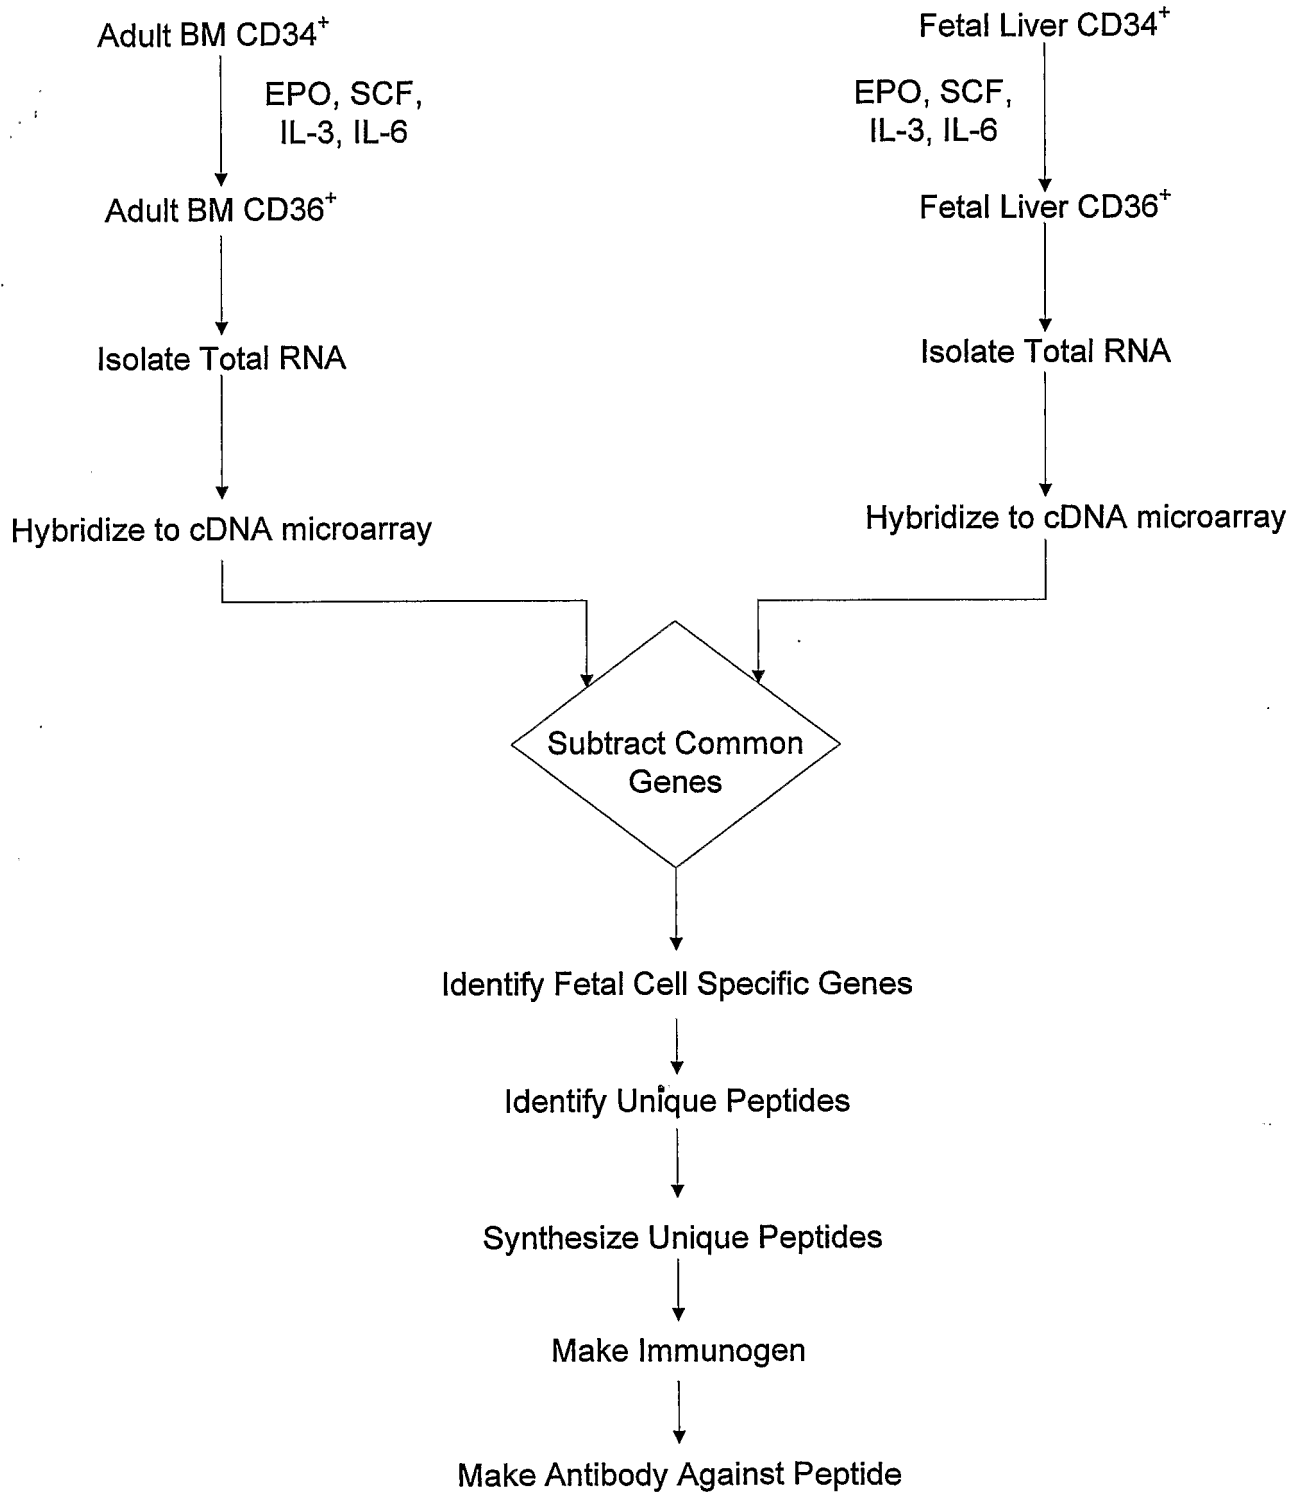 Adult BM CD34+
Fetal Liver CD34+
EPO, SCF,
IL-3, IL-6
EPO, SCF,
IL-3, IL-6
Adult BM CD36+
Fetal Liver CD36+
Isolate Total RNA
Isolate Total RNA
Hybridize to cDNA microarray
Hybridize to cDNA microarray
Subtract Common
Genes
Identify Fetal Cell Specific Genes
Identify Unique Peptides
Synthesize Unique Peptides
Make Immunogen
Make Antibody Against Peptide